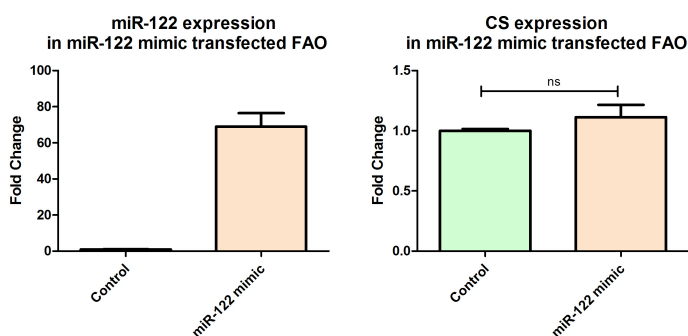 miR-122 expression
in miR-122 mimic transfected FAO
100
80
60
40
20
0
Fold Change
Control
miR-122 mimic
CS expression
in miR-122 mimic transfected FAO
1.5
1.0
0.5
0.0
Fold Change
ns
Control
miR-122 mimic